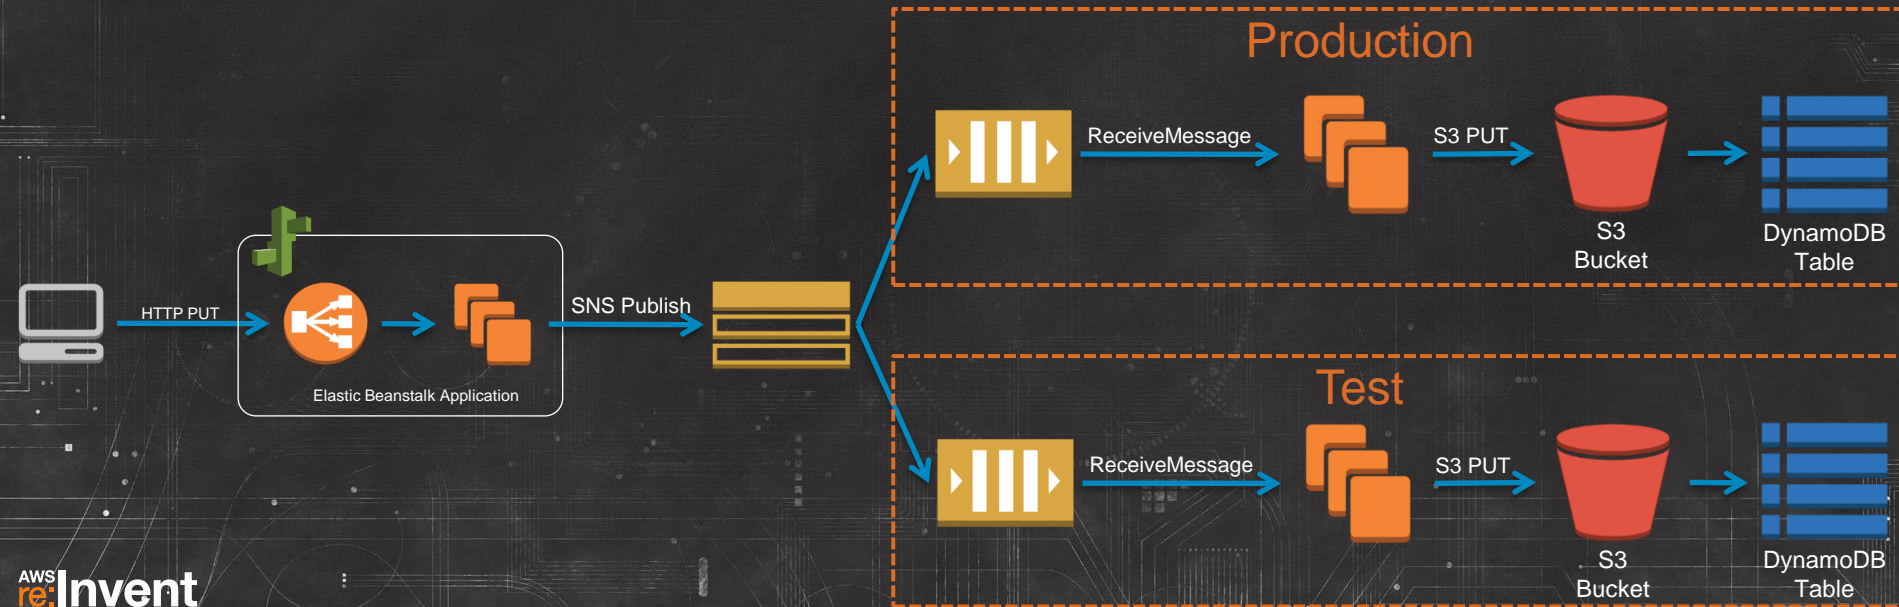 Production
ReceiveMessage
S3 PUT
S3
Bucket
DynamoDB
Table
HTTP PUT
Elastic Beanstalk Application
SNS Publish
Test
ReceiveMessage
S3 PUT
S3
Bucket
DynamoDB
Table
AWS
re:Invent